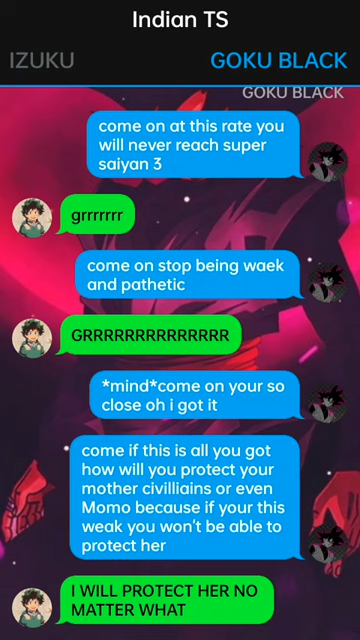 Indian TS
IZUKU
GOKU BLACK
GOKU BLACK
come on at this rate you
will never reach super
saiyan 3
grrrrrrr
come on stop being waek
and pathetic
GRRRRRRRRRRRRRR
*mind*come on your so
close oh i got it
come if this is all you got
how will you protect your
mother civilliains or even
Momo because if your this
weak you won't be able to
protect her
I WILL PROTECT HER NO
MATTER WHAT